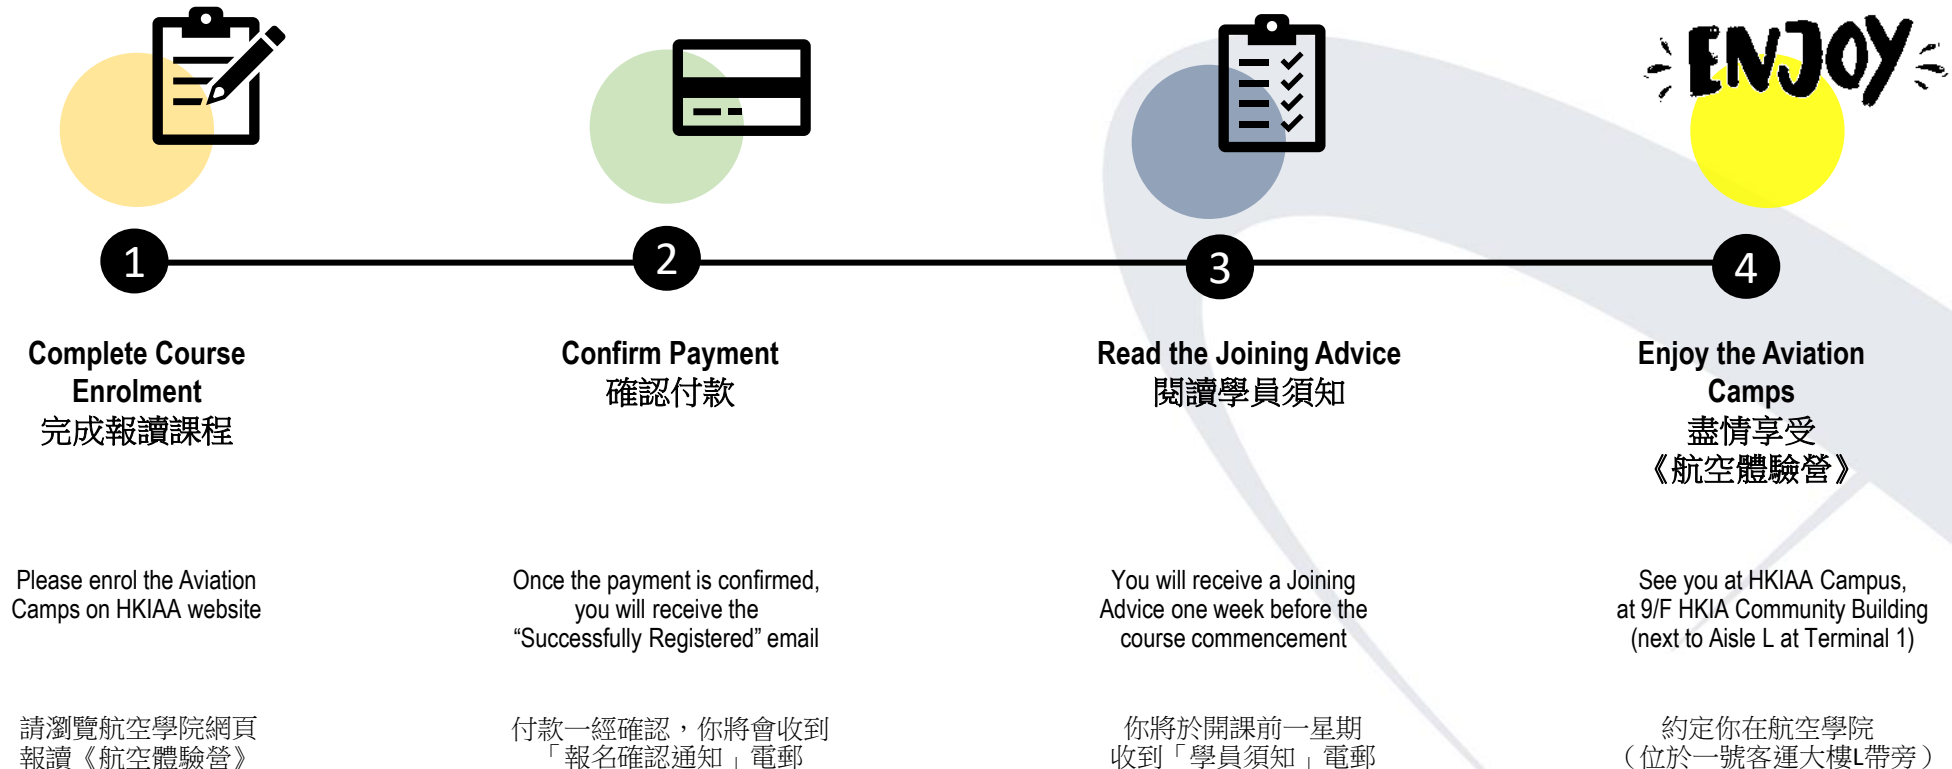 ENJOY
1
2
3
4
Complete Course
Enrolment
完成報讀課程
Confirm Payment
確認付款
Read the Joining Advice
閱讀學員須知
Enjoy the Aviation
Camps
盡情享受
《航空體驗營》
Please enrol the Aviation
Camps on HKIAA website
Once the payment is confirmed,
you will receive the
“Successfully Registered” email
You will receive a Joining
Advice one week before the
course commencement
See you at HKIAA Campus,
at 9/F HKIA Community Building
(next to Aisle L at Terminal 1)
請瀏覽航空學院網頁
報讀《航空體驗營》
付款一經確認，你將會收到
「報名確認通知」電郵
你將於開課前一星期
收到「學員須知」電郵
約定你在航空學院
（位於一號客運大樓L帶旁）